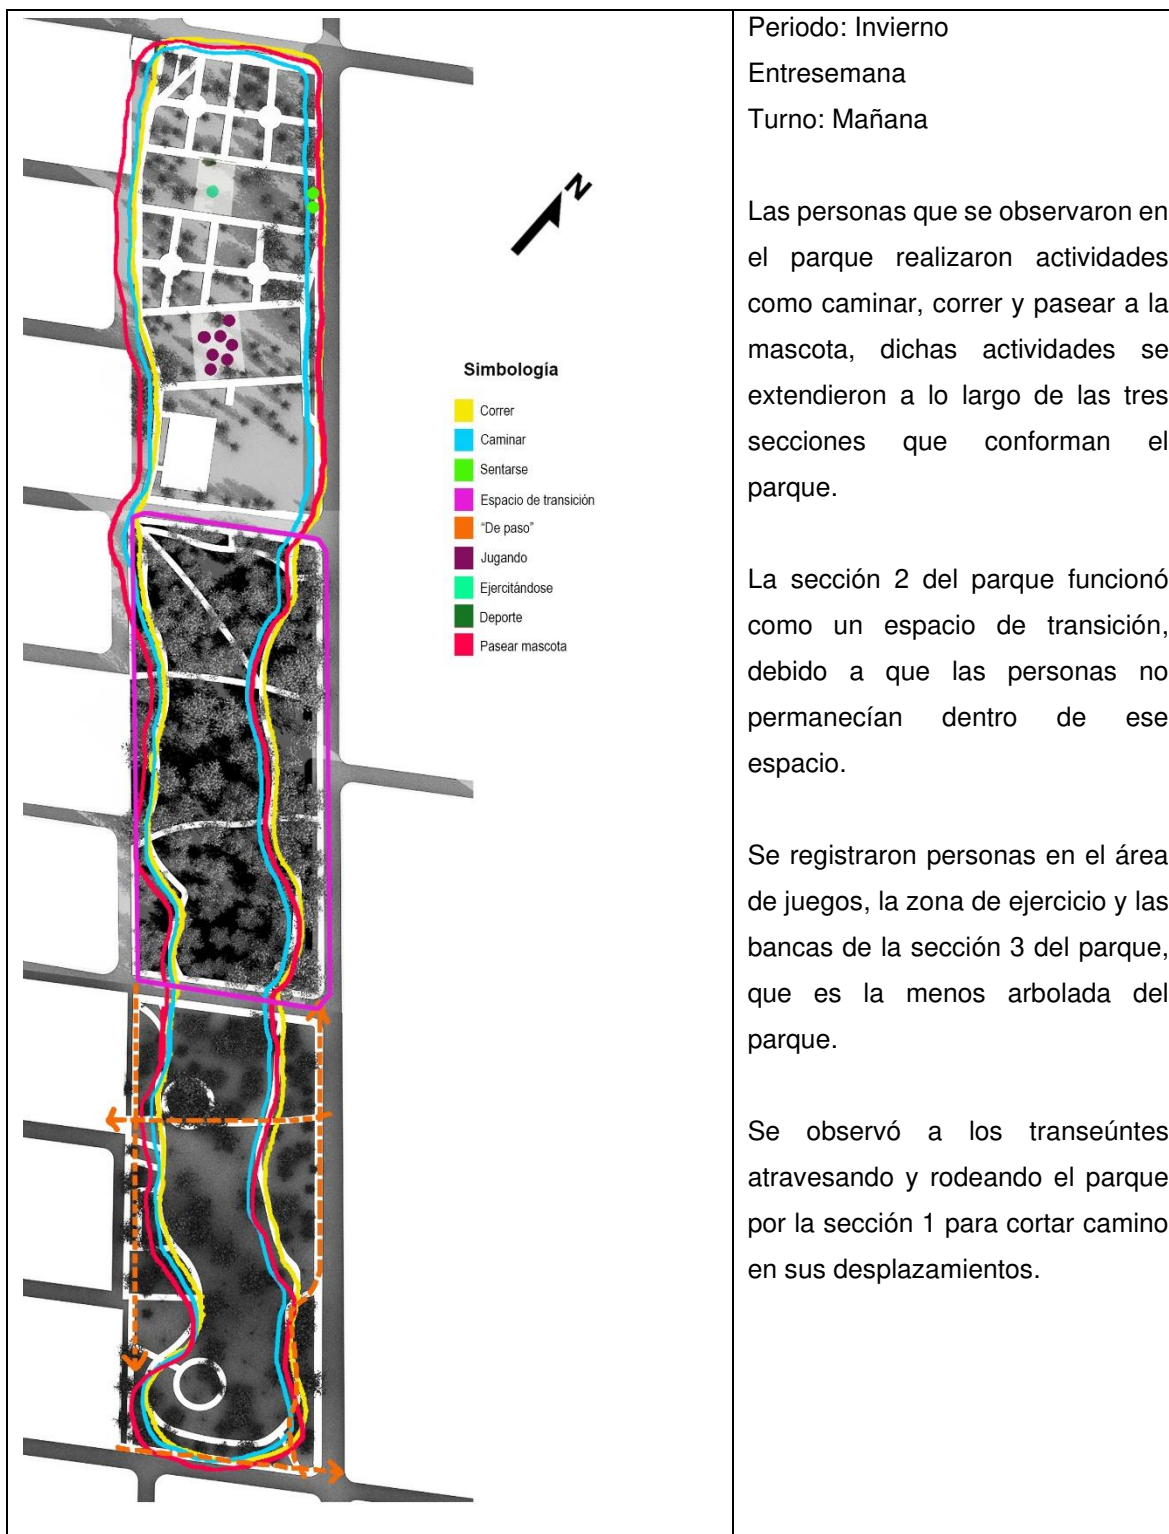 N
Simbología
Correr
Caminar
Sentarse
Espacio de transición
“De paso”
Jugando
Ejercitándose
Deporte
Pasear mascota
Periodo: Invierno
Entresemana
Turno: Mañana
Las personas que se observaron en
el parque realizaron actividades
como caminar, correr y pasear a la
mascota, dichas actividades se
extendieron a lo largo de las tres
secciones que conforman el
parque.
La sección 2 del parque funcionó
como un espacio de transición,
debido a que las personas no
permanecían dentro de ese
espacio.
Se registraron personas en el área
de juegos, la zona de ejercicio y las
bancas de la sección 3 del parque,
que es la menos arbolada del
parque.
Se observó a los transeúntes
atravesando y rodeando el parque
por la sección 1 para cortar camino
en sus desplazamientos.